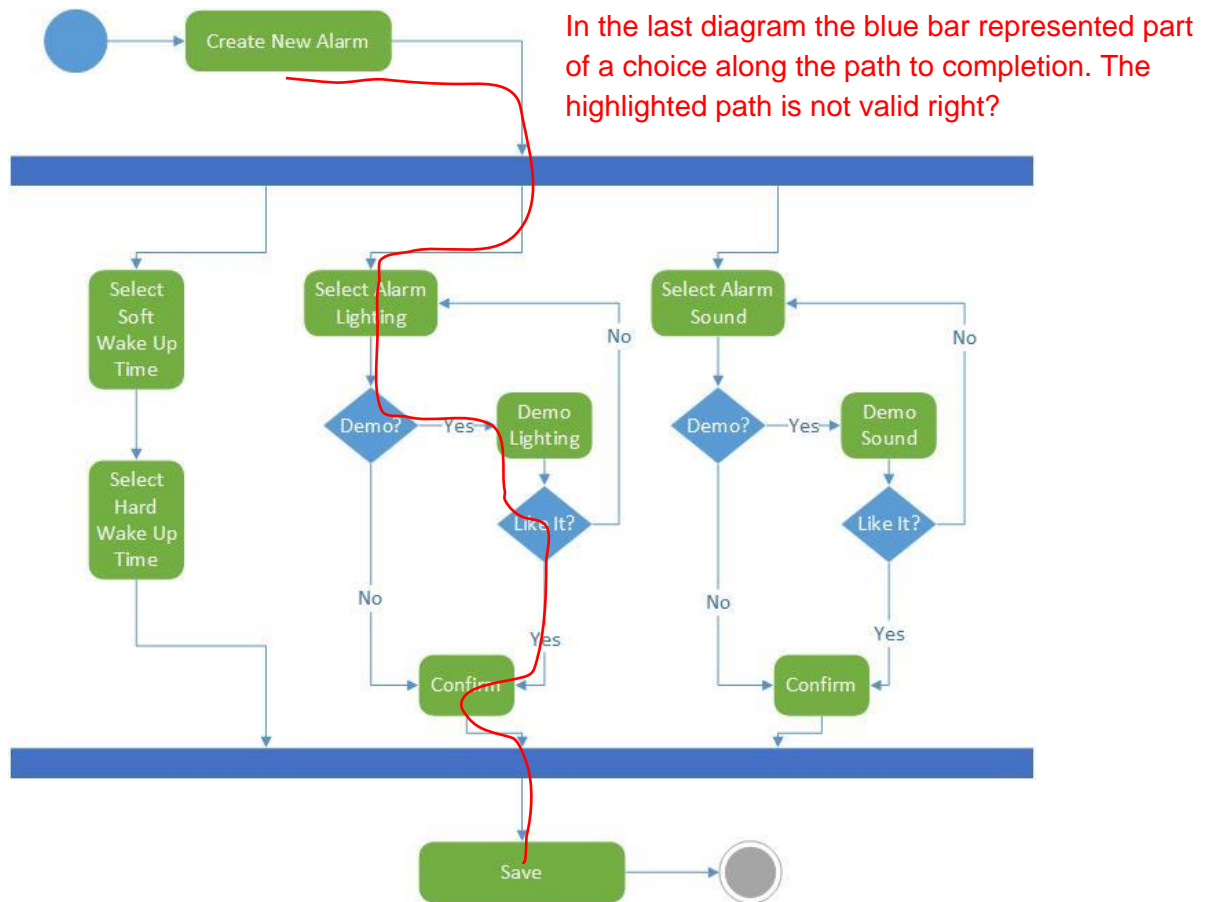 In the last diagram the blue bar represented part
of a choice along the path to completion. The
highlighted path is not valid right?
Create New Alarm
Select
Soft
Wake Up
Time
Select Alarm
Lighting
Select Alarm
Sound
No
No
Demo?
Yes
Demo
Lighting
Demo?
Yes
Demo
Sound
Select
Hard
Wake Up
Time
Like It?
Like It?
No
Yes
No
Yes
Confirm
Confirm
Save